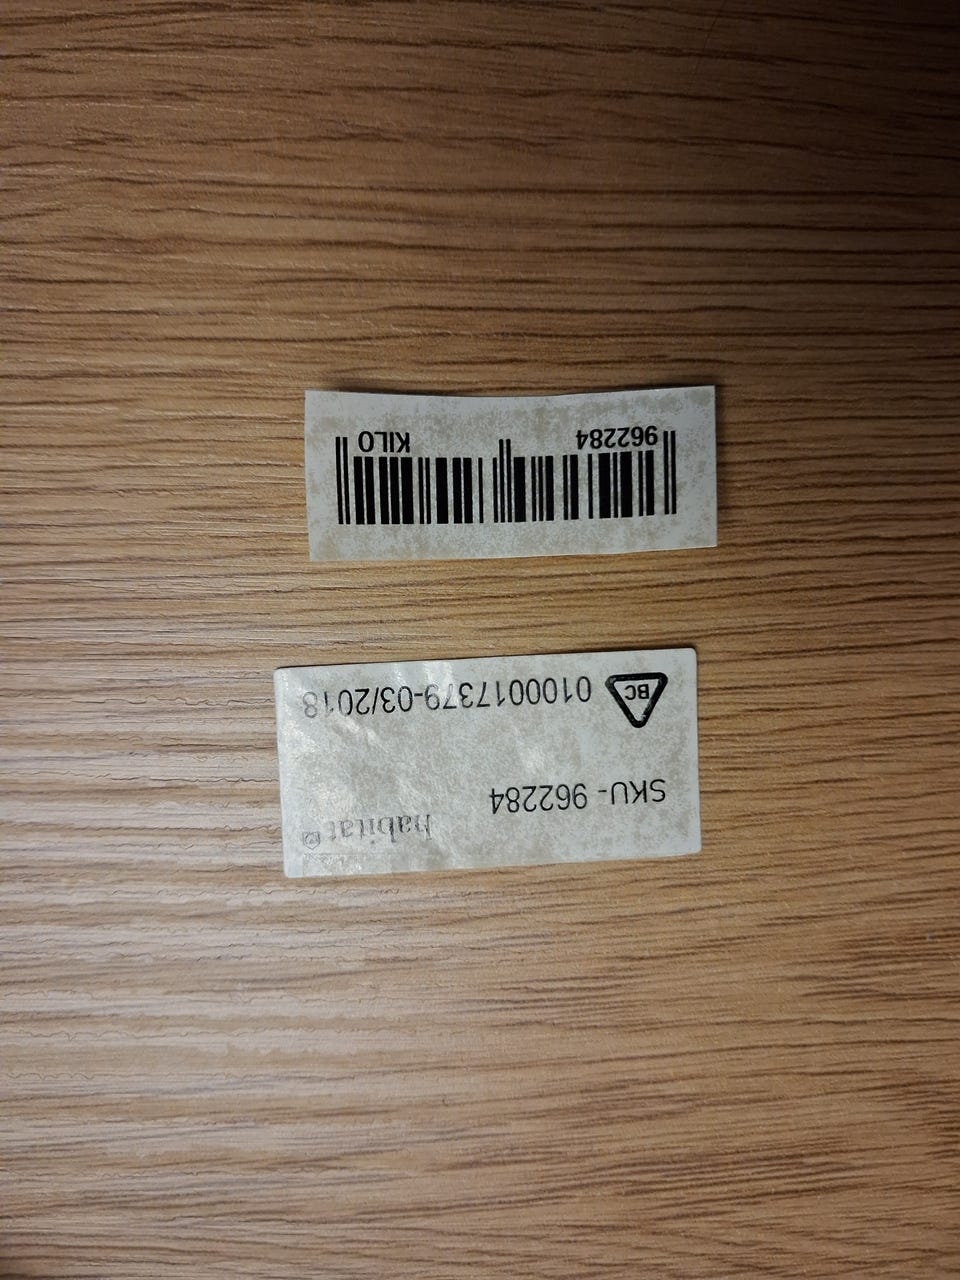 habitat
SKU - 962284
BC 0100017379-03/2018
962284 KILO